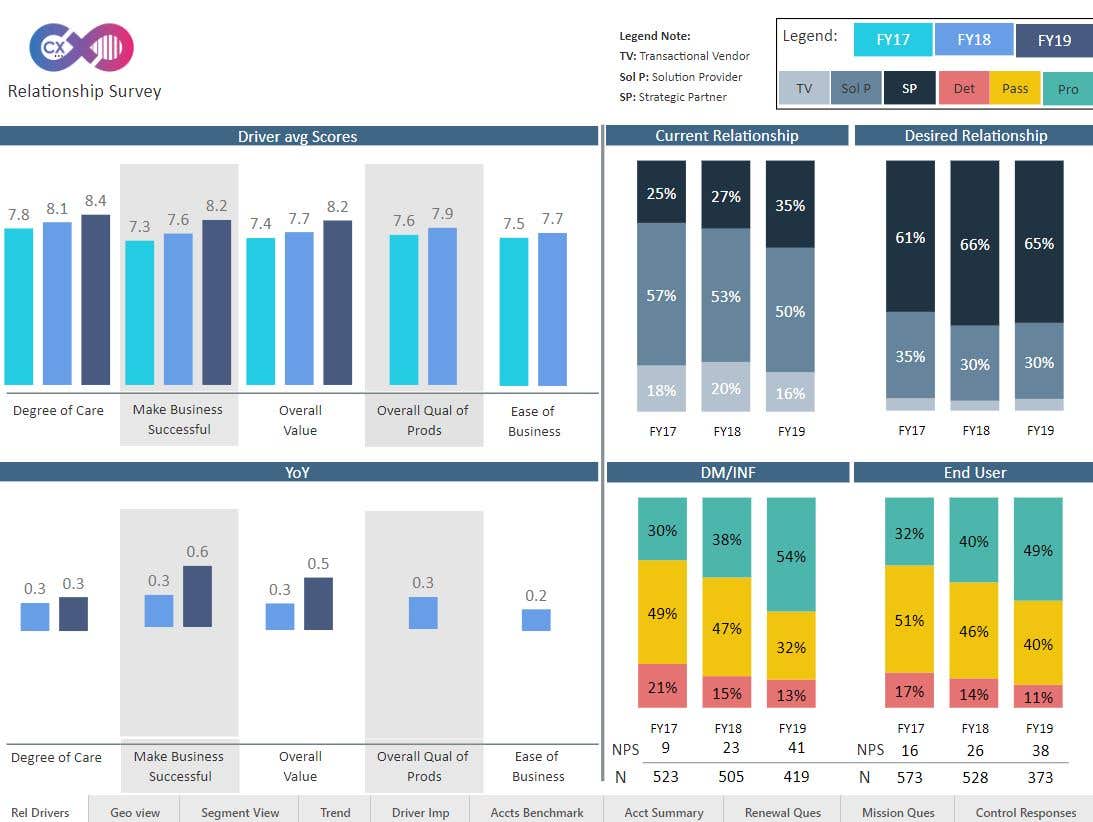 CX
Relationship Survey
Legend Note:
TV: Transactional Vendor
Sol P: Solution Provider
SP: Strategic Partner
Legend:
FY17 FY18 FY19
TV Sol P SP Det Pass Pro
Driver avg Scores
7.8 8.1 8.4
7.3 7.6 8.2
7.4 7.7 8.2
7.6 7.9
7.5 7.7
Degree of Care
Make Business
Successful
Overall
Value
Overall Qual of
Prods
Ease of
Business
Current Relationship
25% 27% 35%
57% 53% 50%
18% 20% 16%
FY17 FY18 FY19
Desired Relationship
61% 66% 65%
35% 30% 30%
FY17 FY18 FY19
YoY
0.3 0.3
0.3 0.6
0.3 0.5
0.3
0.2
Degree of Care
Make Business
Successful
Overall
Value
Overall Qual of
Prods
Ease of
Business
DM/INF
30% 38% 54%
49% 47% 32%
21% 15% 13%
FY17 FY18 FY19
NPS 9 23 41
N 523 505 419
End User
32% 40% 49%
51% 46% 40%
17% 14% 11%
FY17 FY18 FY19
NPS 16 26 38
N 573 528 373
Rel Drivers Geo view Segment View Trend Driver Imp Accts Benchmark Acct Summary Renewal Ques Mission Ques Control Responses